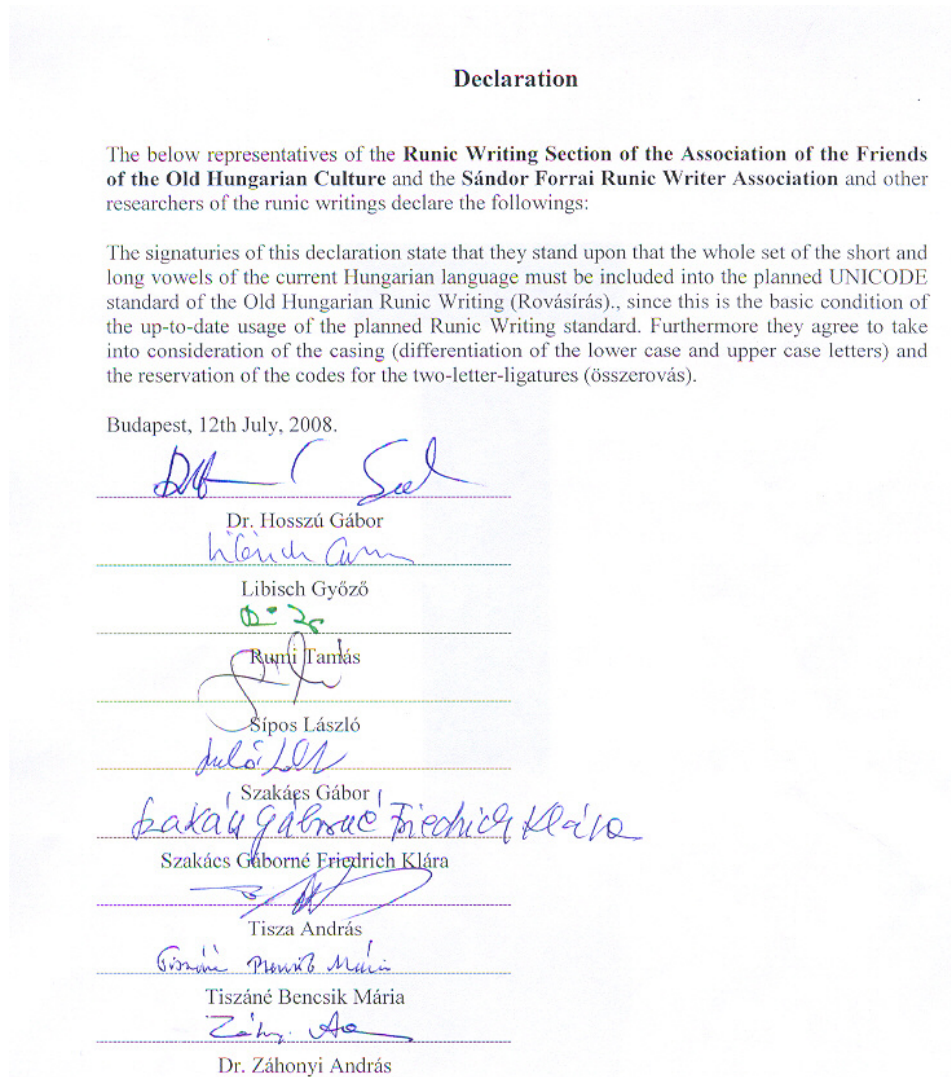 Declaration
The below representatives of the Runic Writing Section of the Association of the Friends
of the Old Hungarian Culture and the Sándor Forrai Runic Writer Association and other
researchers of the runic writings declare the followings:
The signaturies of this declaration state that they stand upon that the whole set of the short and
long vowels of the current Hungarian language must be included into the planned UNICODE
standard of the Old Hungarian Runic Writing (Rovásírás)., since this is the basic condition of
the up-to-date usage of the planned Runic Writing standard. Furthermore they agree to take
into consideration of the casing (differentiation of the lower case and upper case letters) and
the reservation of the codes for the two-letter-ligatures (összerovás).
Budapest, 12th July, 2008.
Dr. Hosszú Gábor
Libisch Győző
Rumi Tamás
Sípos László
Szakács Gábor
Szakács Gáborné Friedrich Klára
Szakács Gáborné Friedrich Klára
Tisza András
Tiszáné Bencsik Mária
Dr. Záhonyi András